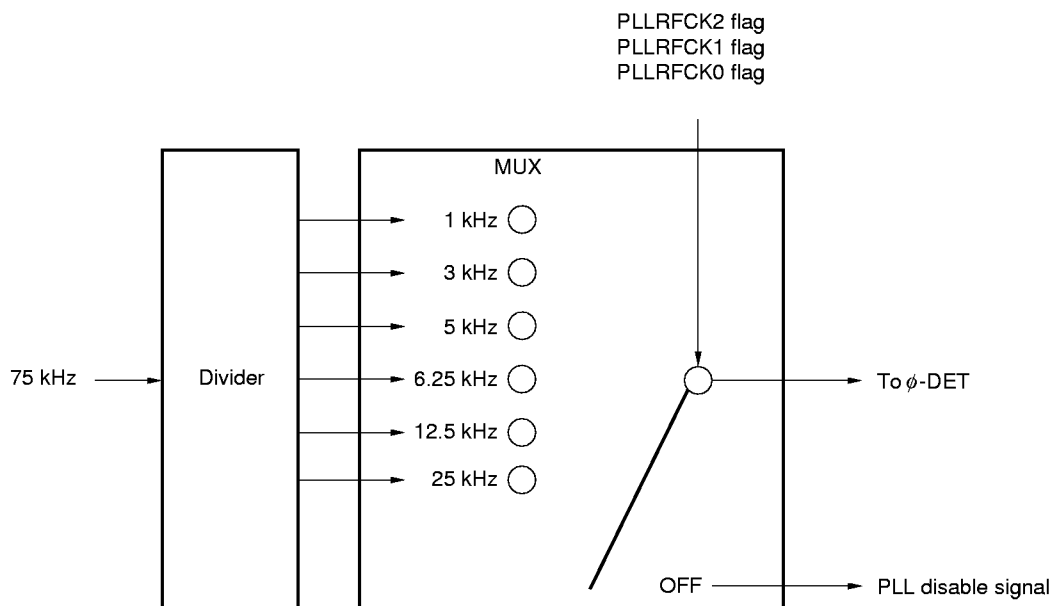 PLLRFCK2 flag
PLLRFCK1 flag
PLLRFCK0 flag
MUX
1 kHz
3 kHz
5 kHz
75 kHz
Divider
6.25 kHz
To ϕ-DET
12.5 kHz
25 kHz
OFF
PLL disable signal